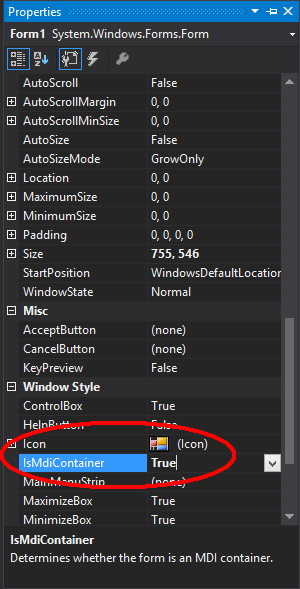 Properties
Form1 System.Windows.Forms.Form
AutoScroll False
AutoScrollMargin 0, 0
AutoScrollMinSize 0, 0
AutoSize False
AutoSizeMode GrowOnly
Location 0, 0
MaximumSize 0, 0
MinimumSize 0, 0
Padding 0, 0, 0, 0
Size 755, 546
StartPosition WindowsDefaultLocation
WindowState Normal
Misc
AcceptButton (none)
CancelButton (none)
KeyPreview False
Window Style
ControlBox True
HelpButton False
Icon (Icon)
IsMdiContainer True
MainMenuStrip (none)
MaximizeBox True
MinimizeBox True
IsMdiContainer
Determines whether the form is an MDI container.